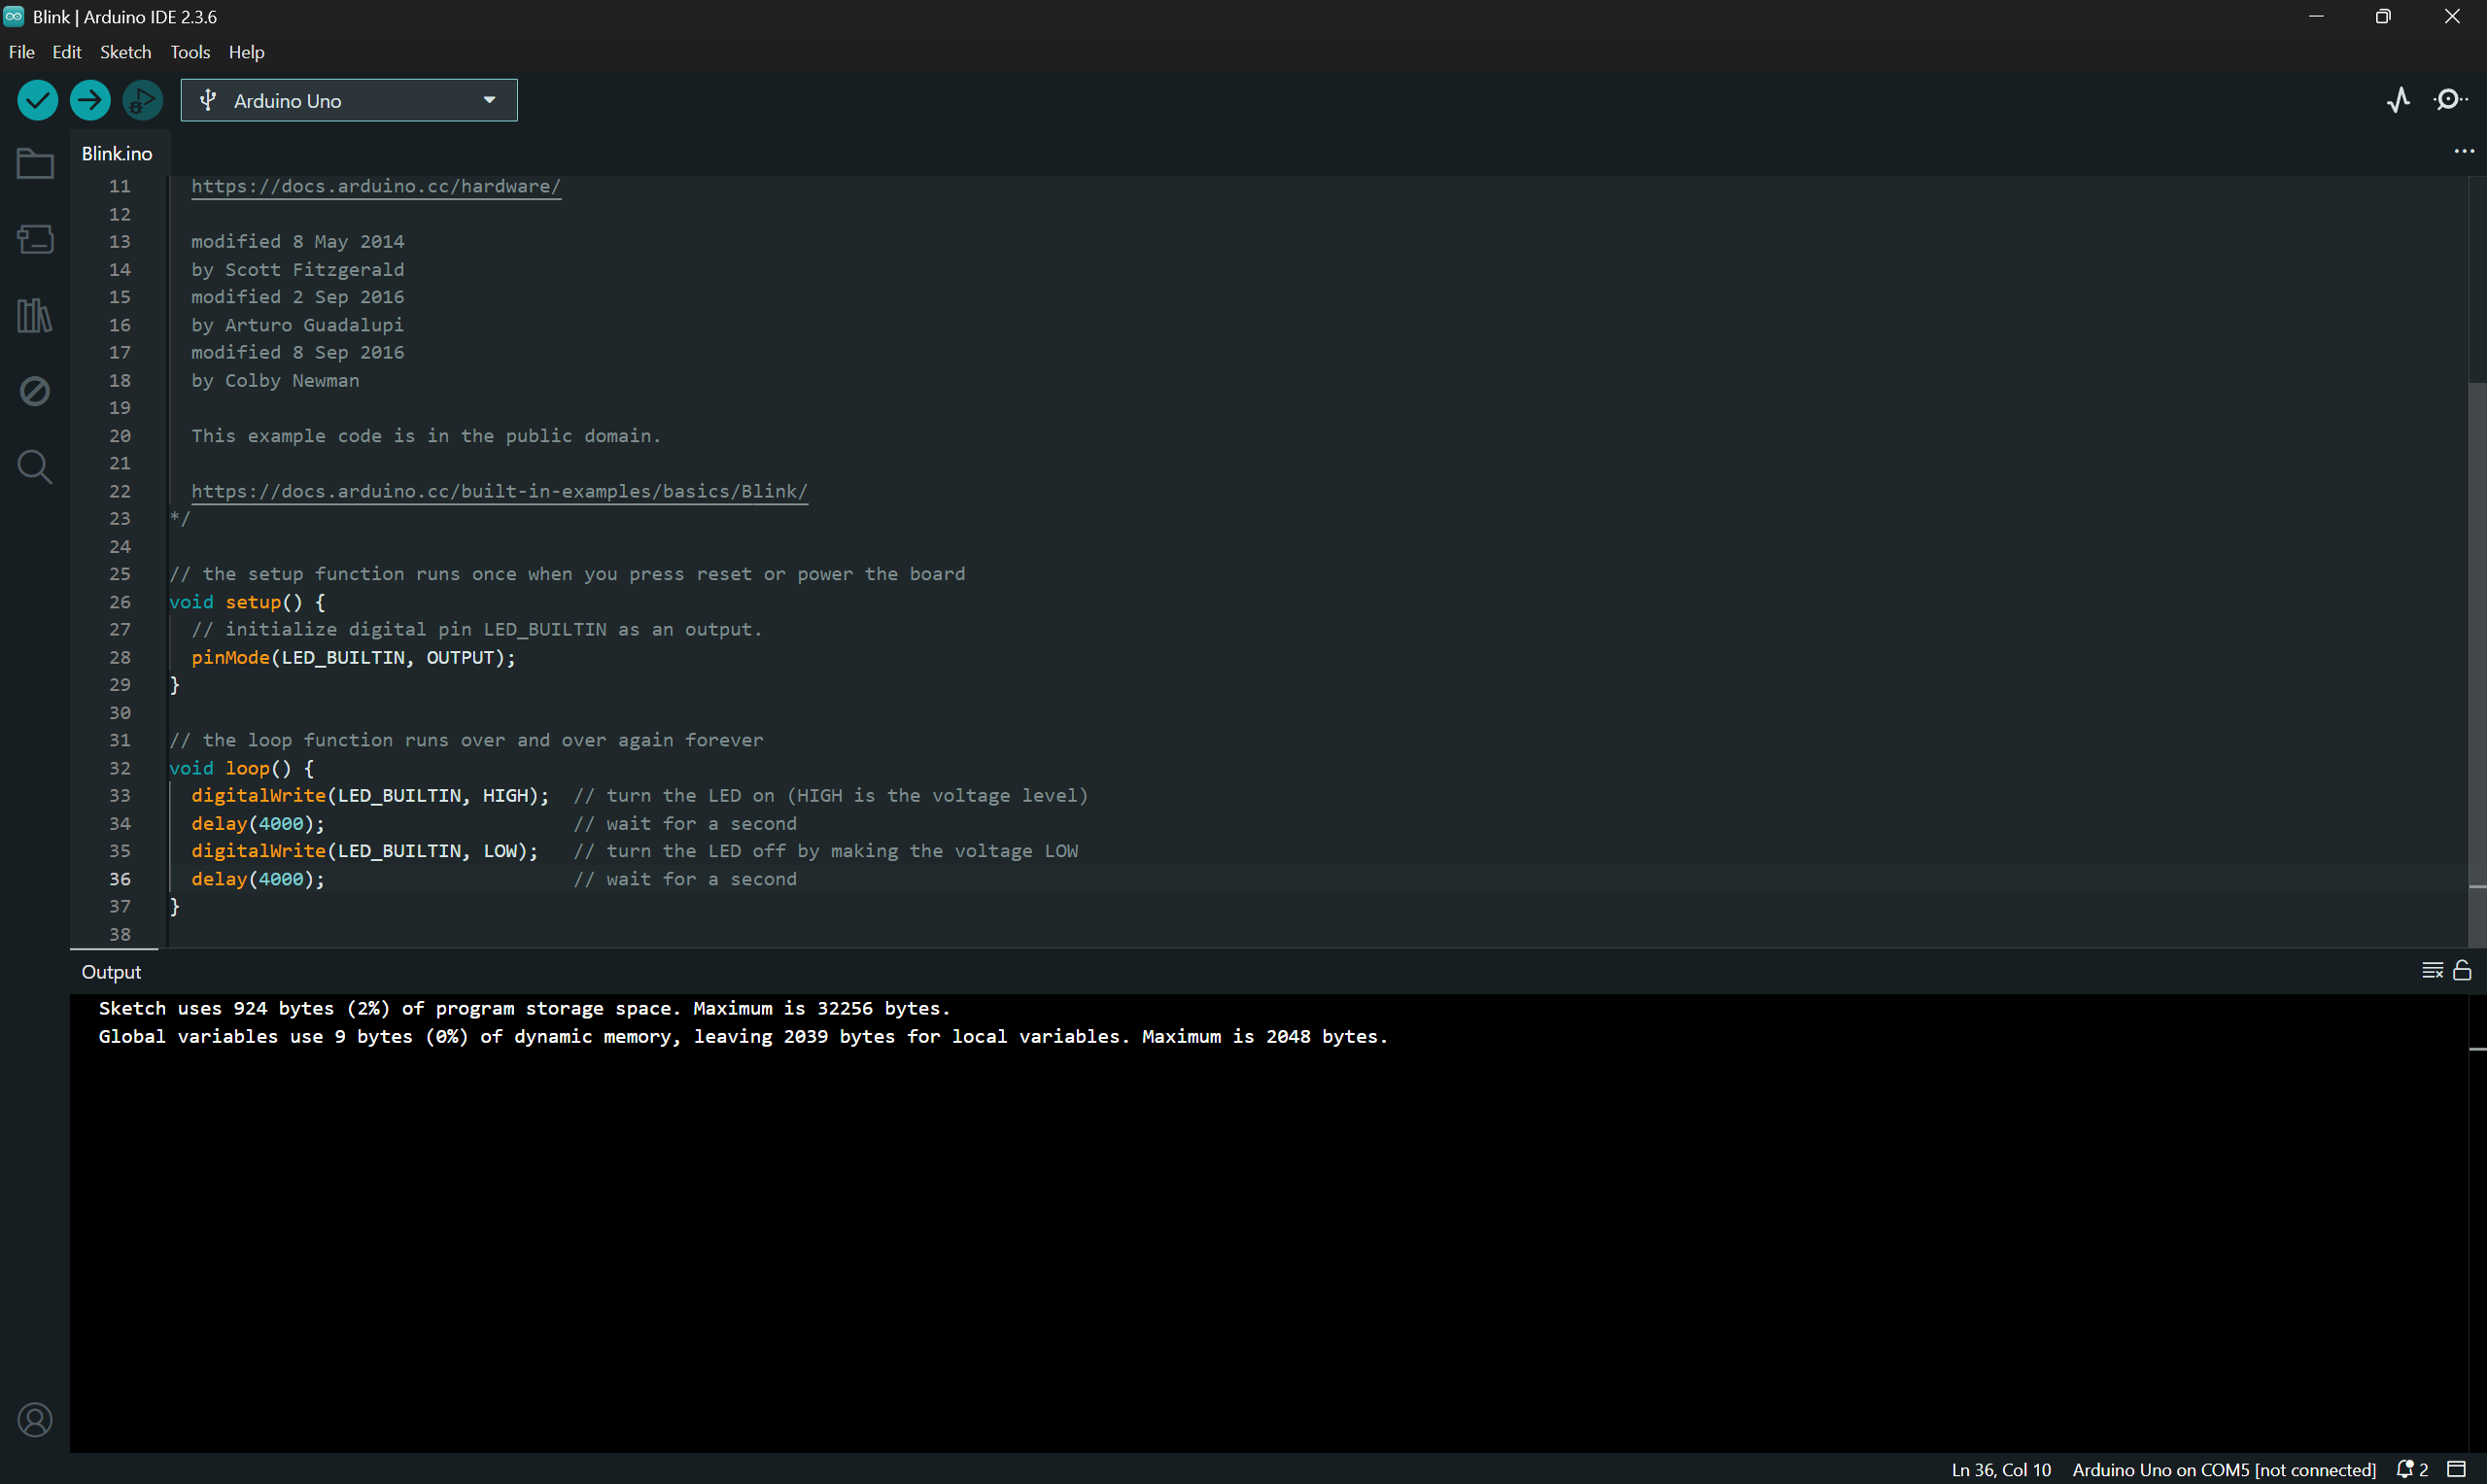 Blink | Arduino IDE 2.3.6
File Edit Sketch Tools Help
Arduino Uno
Blink.ino
11 https://docs.arduino.cc/hardware/
12
13 modified 8 May 2014
14 by Scott Fitzgerald
15 modified 2 Sep 2016
16 by Arturo Guadalupi
17 modified 8 Sep 2016
18 by Colby Newman
19
20 This example code is in the public domain.
21
22 https://docs.arduino.cc/built-in-examples/basics/Blink/
23 */
24
25 // the setup function runs once when you press reset or power the board
26 void setup() {
27 // initialize digital pin LED_BUILTIN as an output.
28 pinMode(LED_BUILTIN, OUTPUT);
29 }
30
31 // the loop function runs over and over again forever
32 void loop() {
33 digitalWrite(LED_BUILTIN, HIGH); // turn the LED on (HIGH is the voltage level)
34 delay(4000); // wait for a second
35 digitalWrite(LED_BUILTIN, LOW); // turn the LED off by making the voltage LOW
36 delay(4000); // wait for a second
37 }
38
Output
Sketch uses 924 bytes (2%) of program storage space. Maximum is 32256 bytes.
Global variables use 9 bytes (0%) of dynamic memory, leaving 2039 bytes for local variables. Maximum is 2048 bytes.
Ln 36, Col 10 Arduino Uno on COM5 [not connected] 2